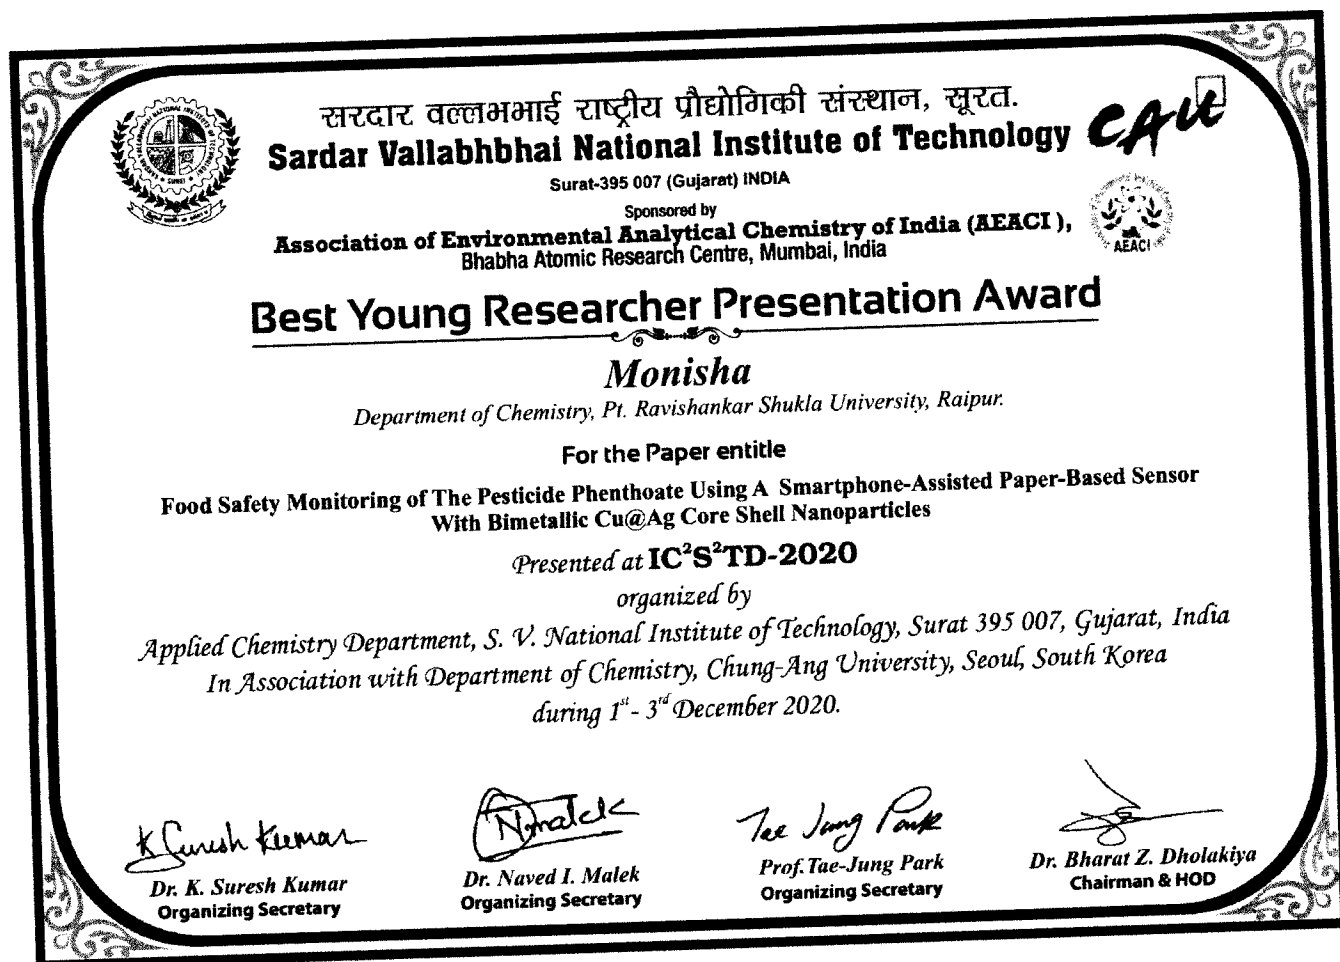 सरदार वल्लभभाई राष्ट्रीय प्रौद्योगिकी संस्थान, सूरत.
Sardar Vallabhbhai National Institute of Technology
CAU
Surat-395 007 (Gujarat) INDIA
Sponsored by
Association of Environmental Analytical Chemistry of India (AEACI ),
Bhabha Atomic Research Centre, Mumbai, India
AEACI
Best Young Researcher Presentation Award
Monisha
Department of Chemistry, Pt. Ravishankar Shukla University, Raipur.
For the Paper entitle
Food Safety Monitoring of The Pesticide Phenthoate Using A Smartphone-Assisted Paper-Based Sensor
With Bimetallic Cu@Ag Core Shell Nanoparticles
Presented at IC²S²TD-2020
organized by
Applied Chemistry Department, S. V. National Institute of Technology, Surat 395 007, Gujarat, India
In Association with Department of Chemistry, Chung-Ang University, Seoul, South Korea
during 1st - 3rd December 2020.
K Suresh Kumar
Nmalek
Tae Jung Park
Dr. K. Suresh Kumar
Organizing Secretary
Dr. Naved I. Malek
Organizing Secretary
Prof. Tae-Jung Park
Organizing Secretary
Dr. Bharat Z. Dholakiya
Chairman & HOD